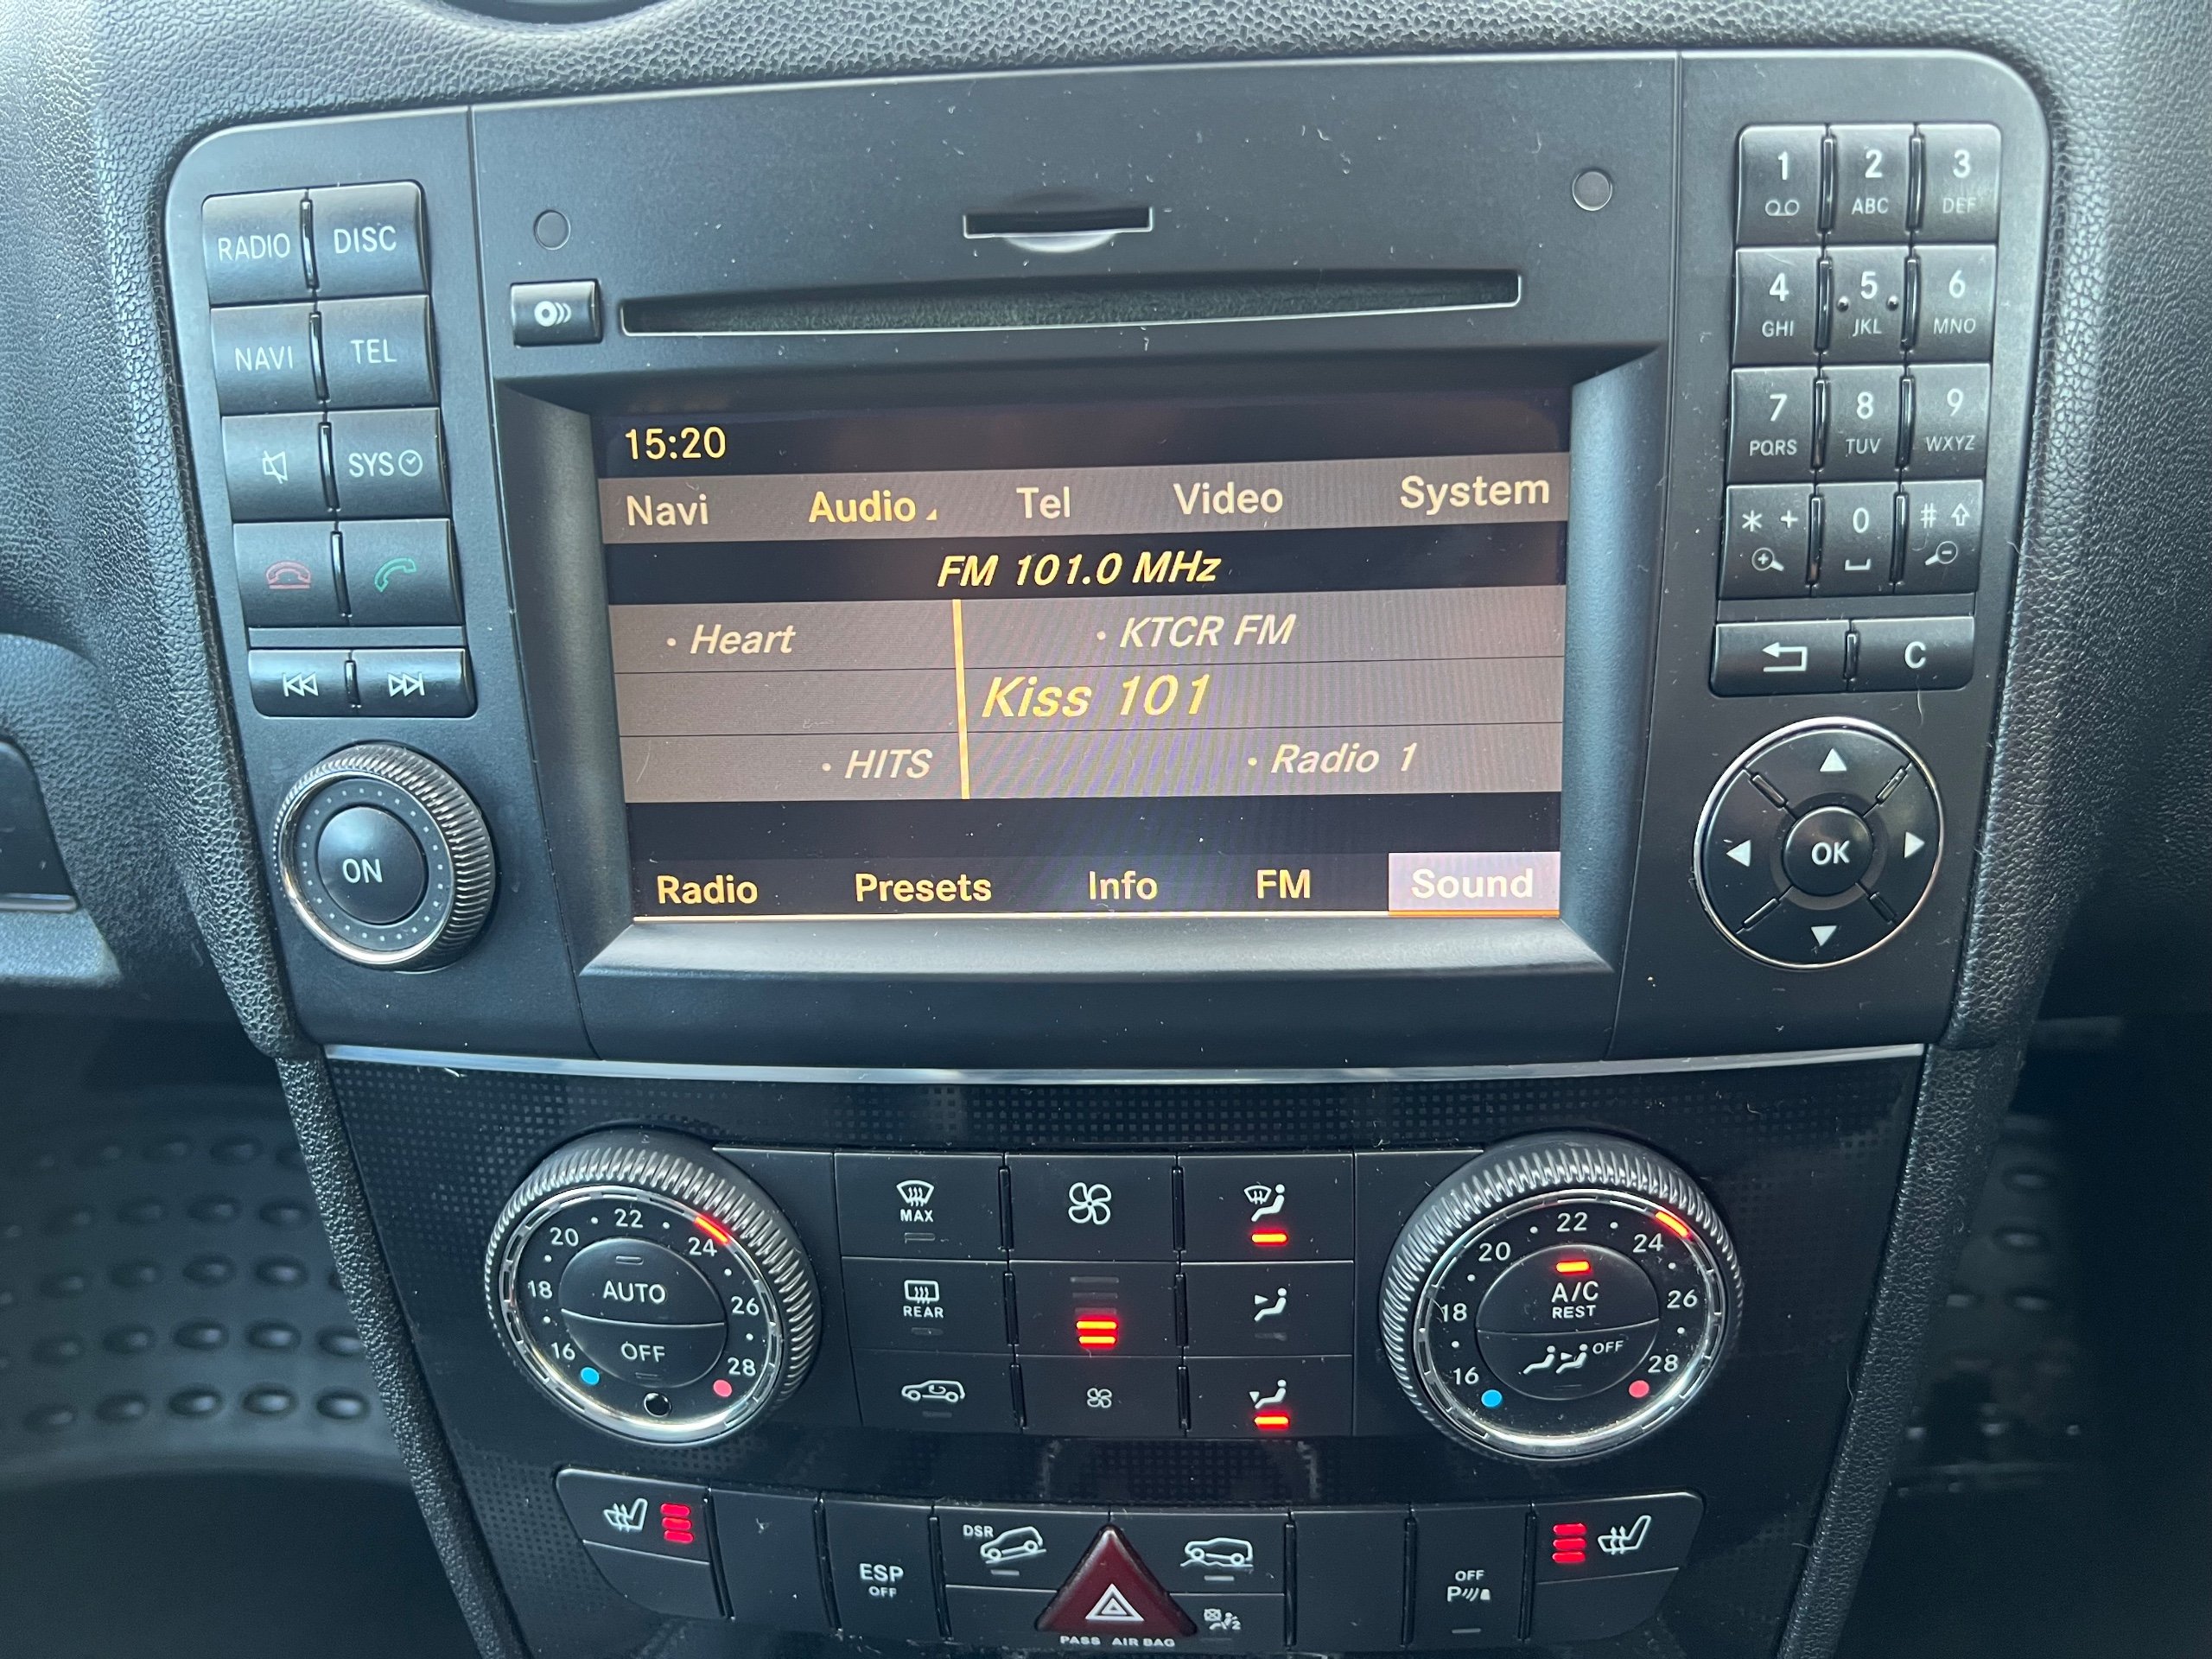 RADIO DISC
NAVI TEL
SYS
ON
15:20
Navi Audio Tel Video System
FM 101.0 MHz
• Heart • KTCR FM
Kiss 101
• HITS • Radio 1
Radio Presets Info FM Sound
1 2 3
ABC DEF
4 5 6
GHI JKL MNO
7 8 9
PQRS TUV WXYZ
* + 0 #
C
OK
16 18 20 22 24 26 28
AUTO
OFF
MAX
REAR
16 18 20 22 24 26 28
A/C
REST
OFF
ESP
OFF
DSR
PASS AIR BAG
2
OFF
P